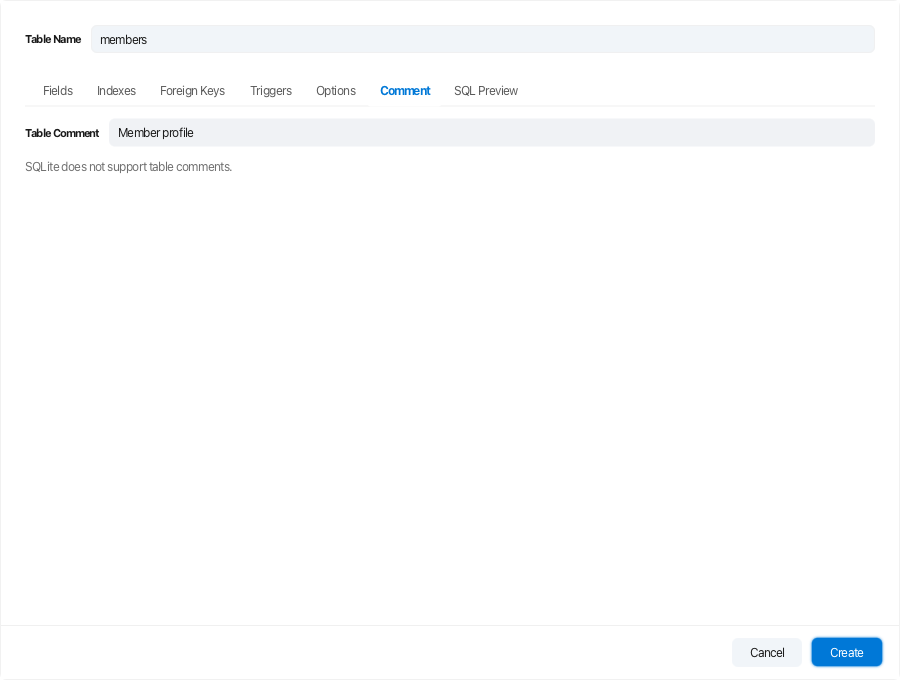 Table Name members
Fields Indexes Foreign Keys Triggers Options Comment SQL Preview
Table Comment Member profile
SQLite does not support table comments.
Cancel Create